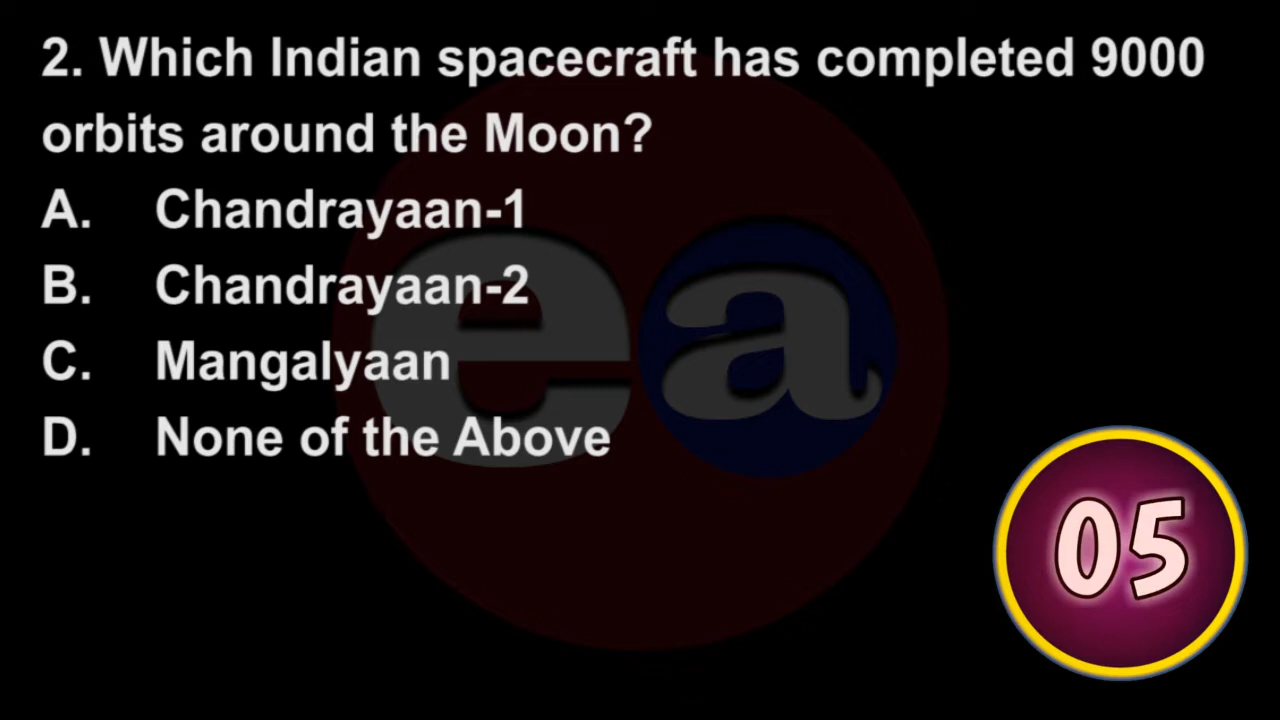 2. Which Indian spacecraft has completed 9000
orbits around the Moon?
A. Chandrayaan-1
B. Chandrayaan-2
C. Mangalyaan
D. None of the Above
ea
05